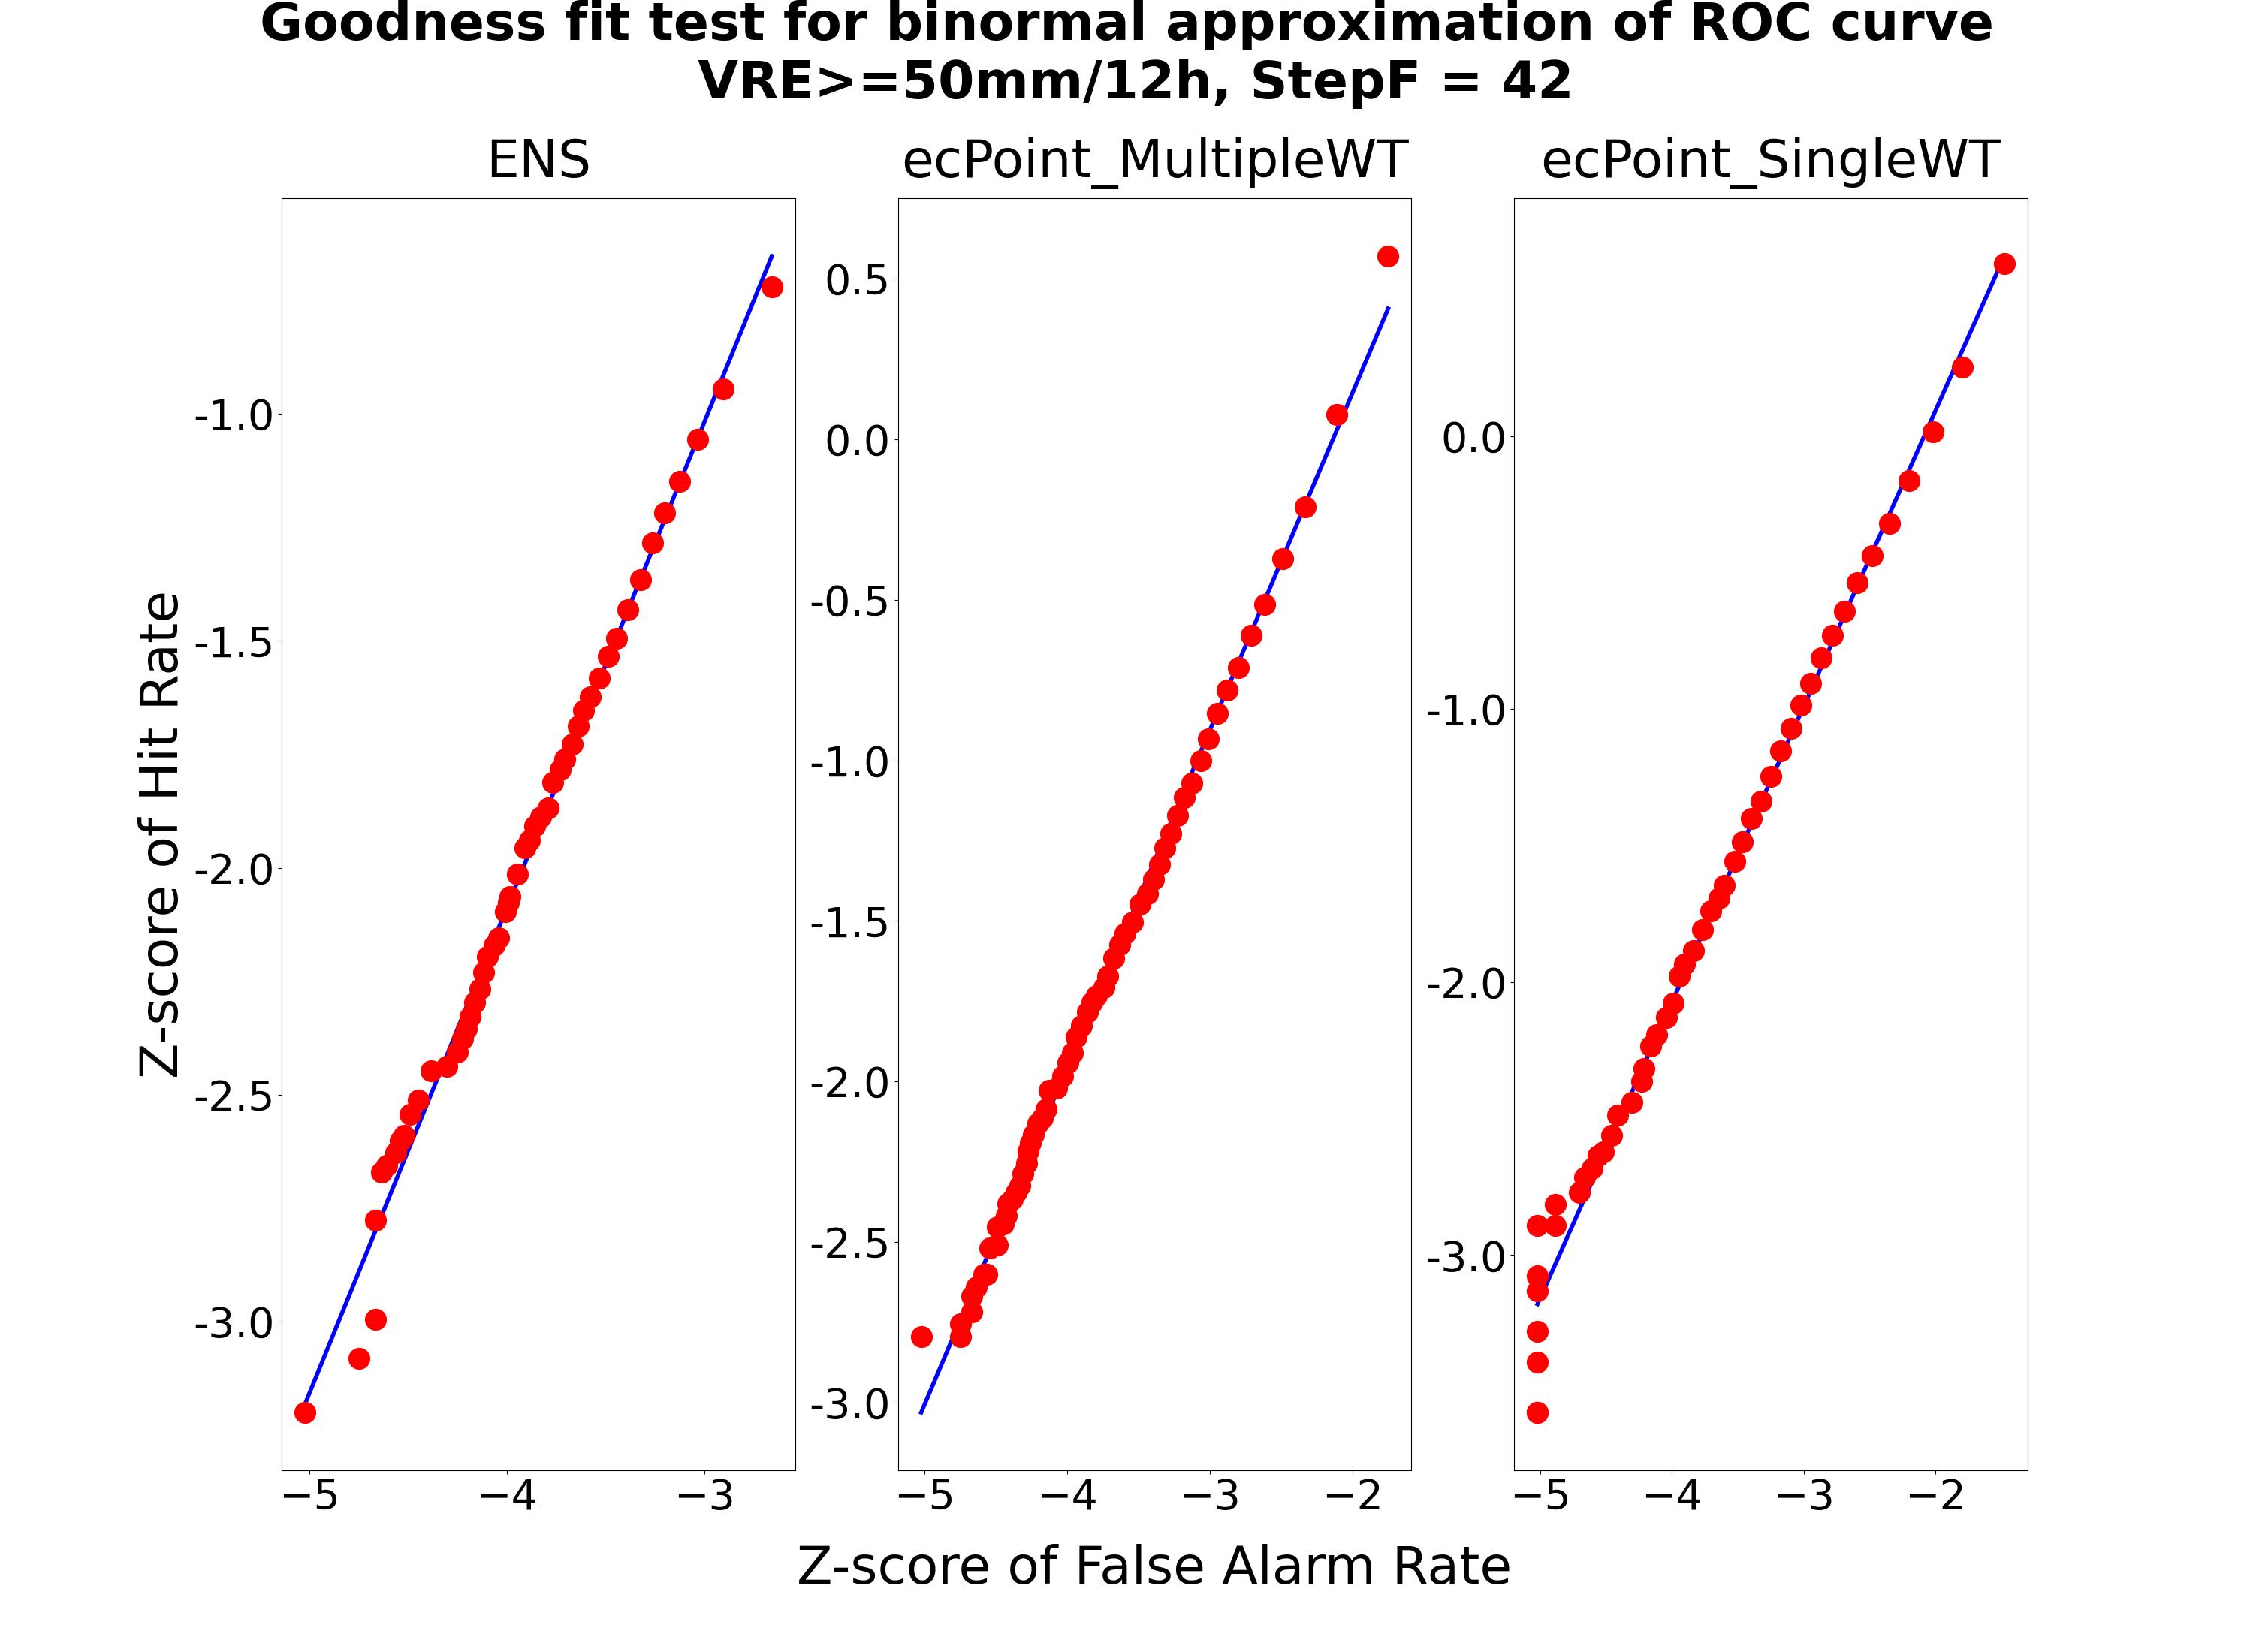 Goodness fit test for binormal approximation of ROC curve
VRE>=50mm/12h, StepF = 42
ENS
ecPoint_MultipleWT
ecPoint_SingleWT
Z-score of Hit Rate
-1.0
-1.5
-2.0
-2.5
-3.0
−5 −4 −3
0.5
0.0
-0.5
-1.0
-1.5
-2.0
-2.5
-3.0
−5 −4 −3 −2
0.0
-1.0
-2.0
-3.0
−5 −4 −3 −2
Z-score of False Alarm Rate